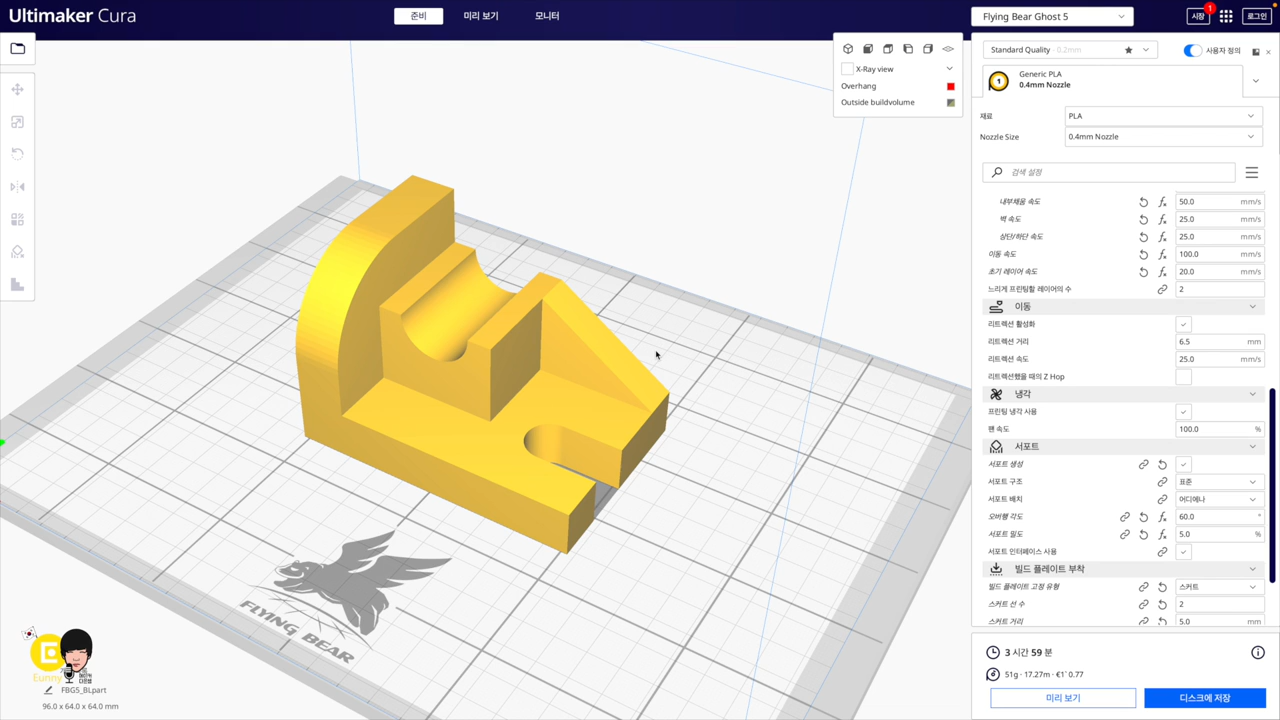 Ultimaker Cura
준비
미리 보기
모니터
Flying Bear Ghost 5
시장
1
로그인
X-Ray view
Overhang
Outside buildvolume
Standard Quality - 0.2mm
사용자 정의
1
Generic PLA
0.4mm Nozzle
재료
PLA
Nozzle Size
0.4mm Nozzle
검색 설정
내부채움 속도
50.0 mm/s
벽 속도
25.0 mm/s
상단/하단 속도
25.0 mm/s
이동 속도
100.0 mm/s
초기 레이어 속도
20.0 mm/s
느리게 프린팅할 레이어의 수
2
이동
리트렉션 활성화
리트렉션 거리
6.5 mm
리트렉션 속도
25.0 mm/s
리트렉션했을 때의 Z Hop
냉각
프린팅 냉각 사용
팬 속도
100.0 %
서포트
서포트 생성
서포트 구조
표준
서포트 배치
어디에나
오버행 각도
60.0 °
서포트 밀도
5.0 %
서포트 인터페이스 사용
빌드 플레이트 부착
빌드 플레이트 고정 유형
스커트
스커트 선 수
2
스커트 거리
5.0 mm
3 시간 59 분
51g · 17.27m · €1`0.77
미리 보기
디스크에 저장
FLYING BEAR
Eunny
FBG5_BLpart
96.0 x 64.0 x 64.0 mm